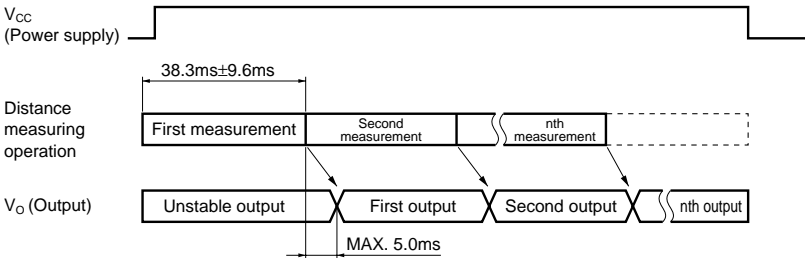 VCC
(Power supply)
38.3ms±9.6ms
Distance
measuring
operation
First measurement
Second
measurement
nth
measurement
VO (Output)
Unstable output
First output
Second output
nth output
MAX. 5.0ms